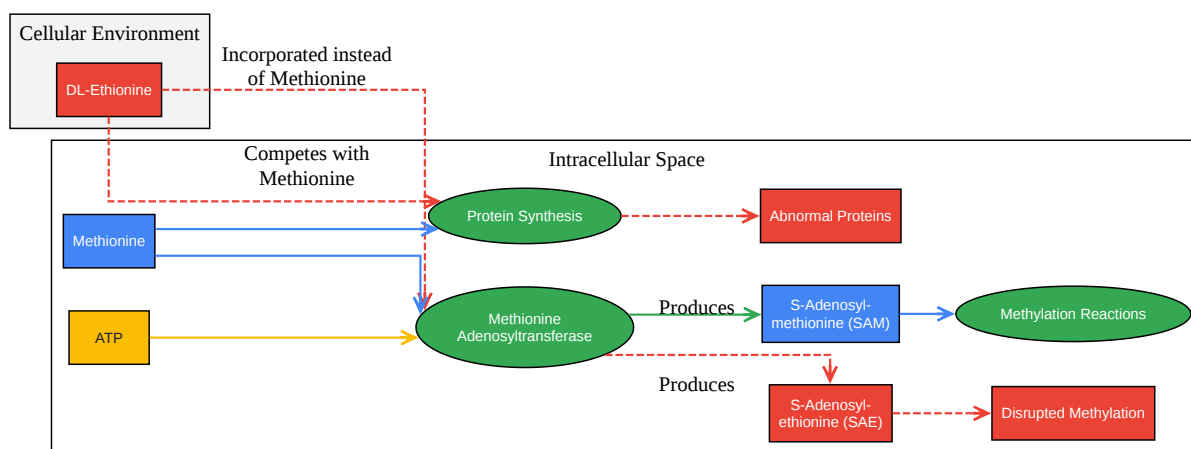 Cellular Environment
DL-Ethionine
Incorporated instead
of Methionine
Competes with
Methionine
Intracellular Space
Protein Synthesis
Abnormal Proteins
Methionine
ATP
Methionine
Adenosyltransferase
Produces
S-Adenosyl-
methionine (SAM)
Methylation Reactions
Produces
S-Adenosyl-
ethionine (SAE)
Disrupted Methylation